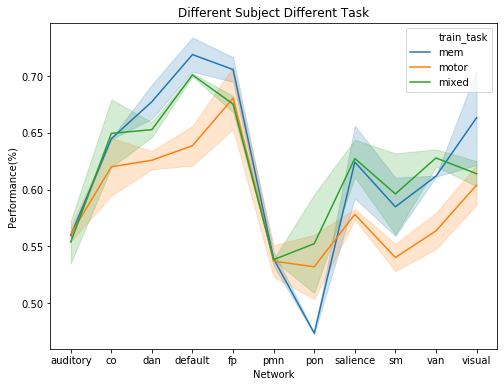 Different Subject Different Task
train_task
mem
motor
mixed
Performance(%)
0.70
0.65
0.60
0.55
0.50
auditory co dan default fp pmn pon salience sm van visual
Network